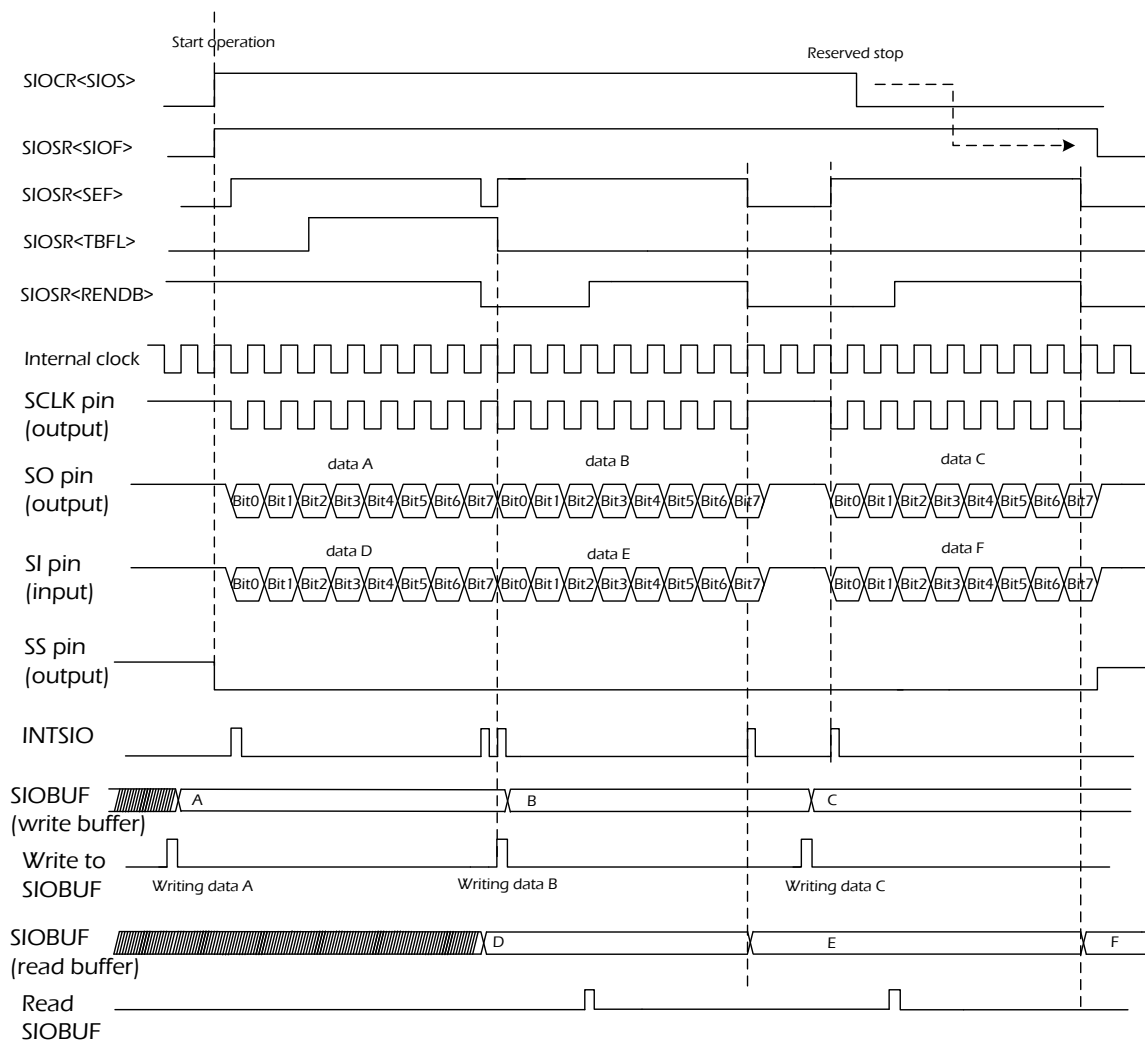 Start operation
Reserved stop
SIOCR<SIOS>
SIOSR<SIOF>
SIOSR<SEF>
SIOSR<TBFL>
SIOSR<RENDB>
Internal clock
SCLK pin
(output)
data A data B data C
SO pin
(output)
Bit0 Bit1 Bit2 Bit3 Bit4 Bit5 Bit6 Bit7 Bit0 Bit1 Bit2 Bit3 Bit4 Bit5 Bit6 Bit7 Bit0 Bit1 Bit2 Bit3 Bit4 Bit5 Bit6 Bit7
data D data E data F
SI pin
(input)
Bit0 Bit1 Bit2 Bit3 Bit4 Bit5 Bit6 Bit7 Bit0 Bit1 Bit2 Bit3 Bit4 Bit5 Bit6 Bit7 Bit0 Bit1 Bit2 Bit3 Bit4 Bit5 Bit6 Bit7
SS pin
(output)
INTSIO
SIOBUF
(write buffer)
A B C
Write to
SIOBUF
Writing data A Writing data B Writing data C
SIOBUF
(read buffer)
D E F
Read
SIOBUF